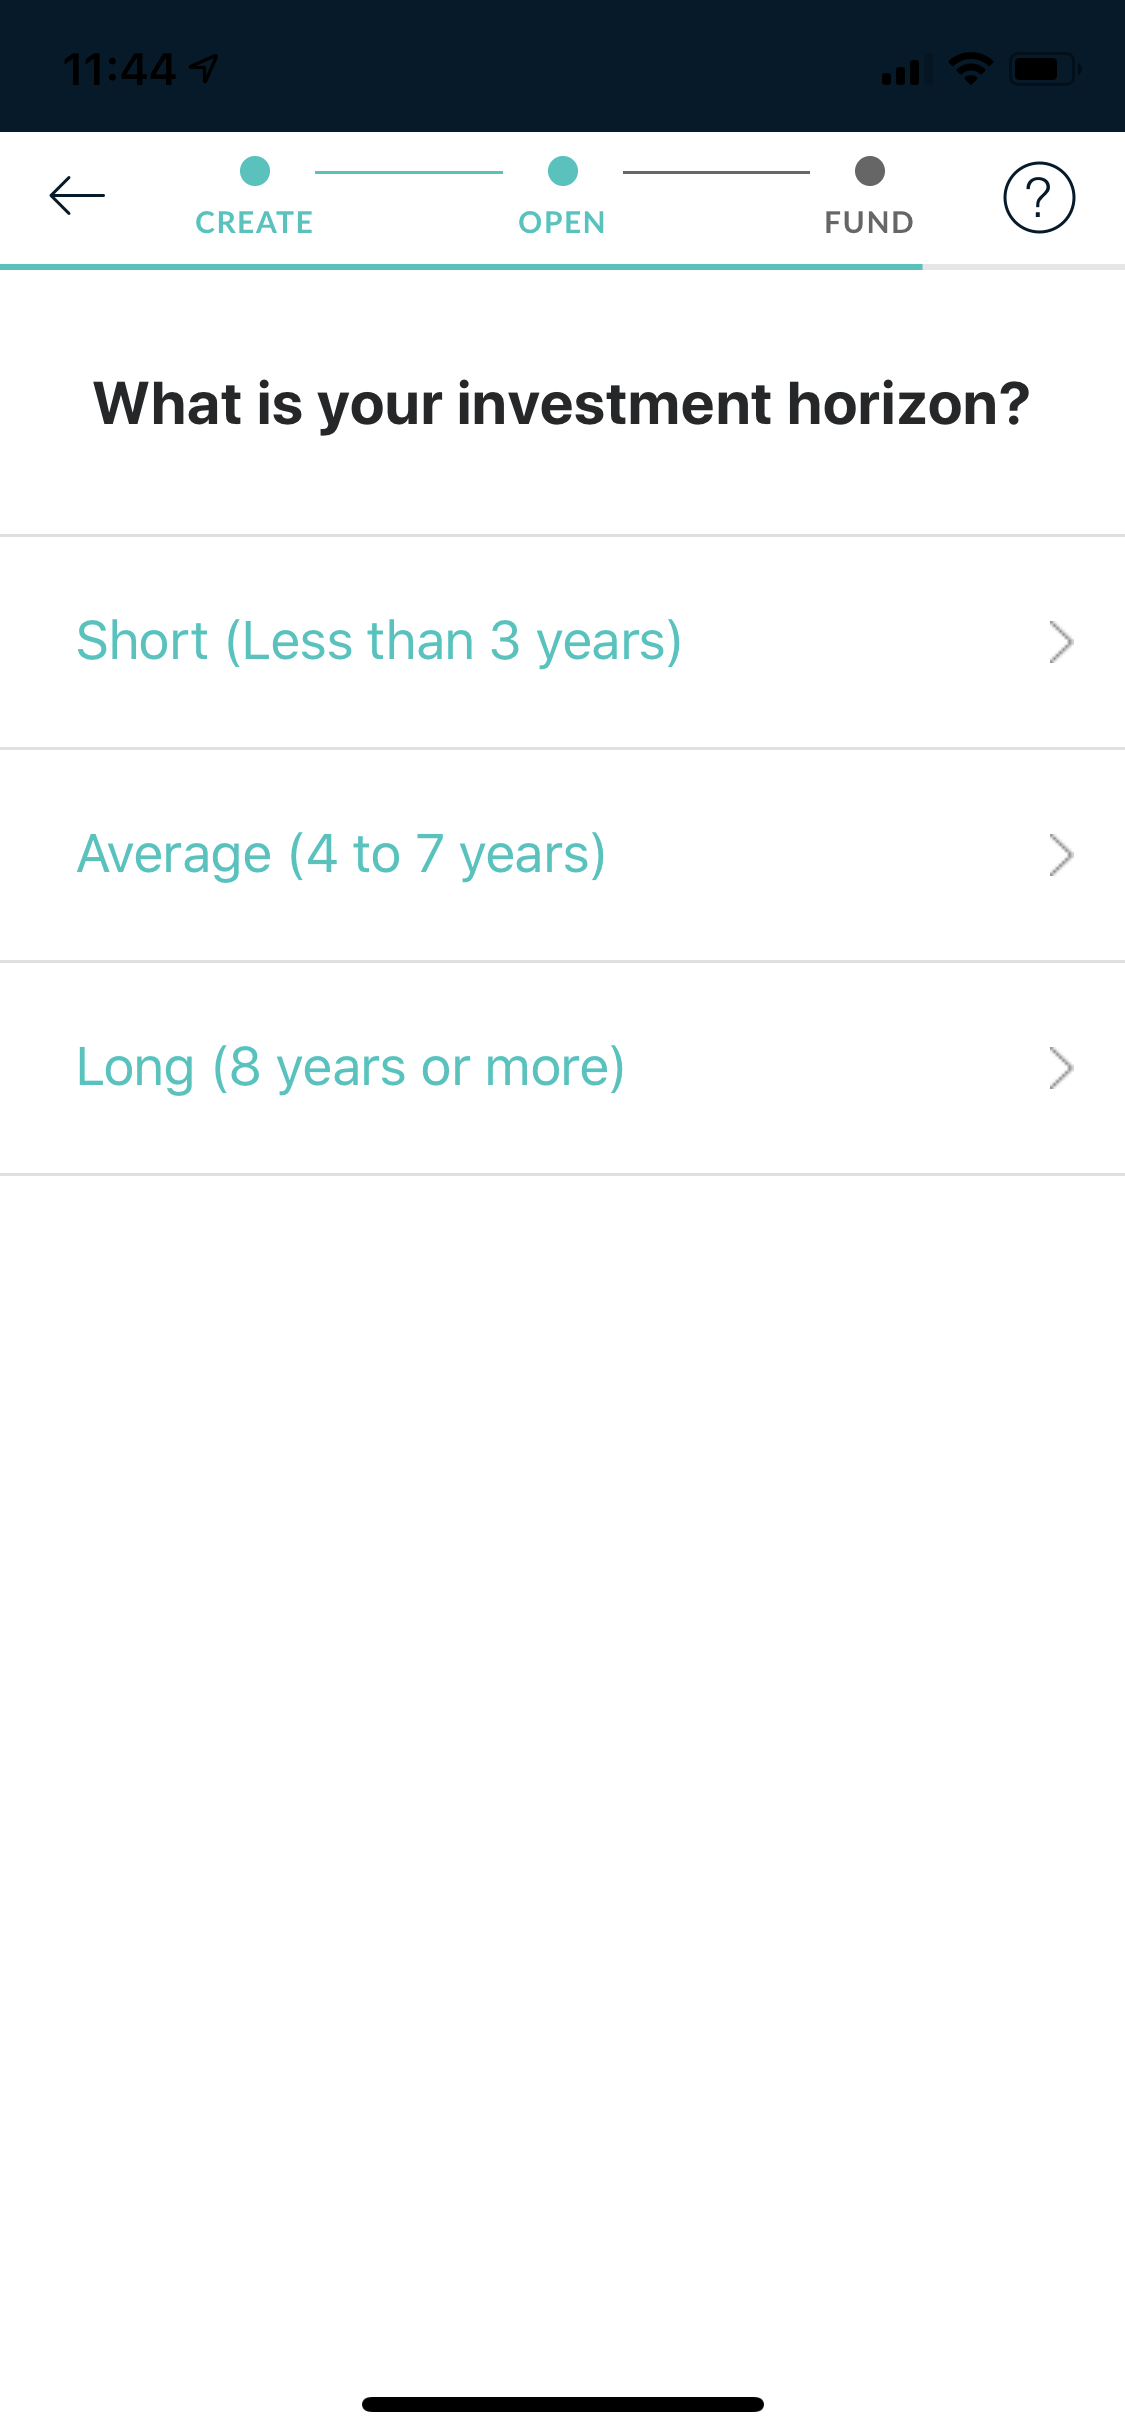 11:44
CREATE OPEN FUND
?
What is your investment horizon?
Short (Less than 3 years)
Average (4 to 7 years)
Long (8 years or more)